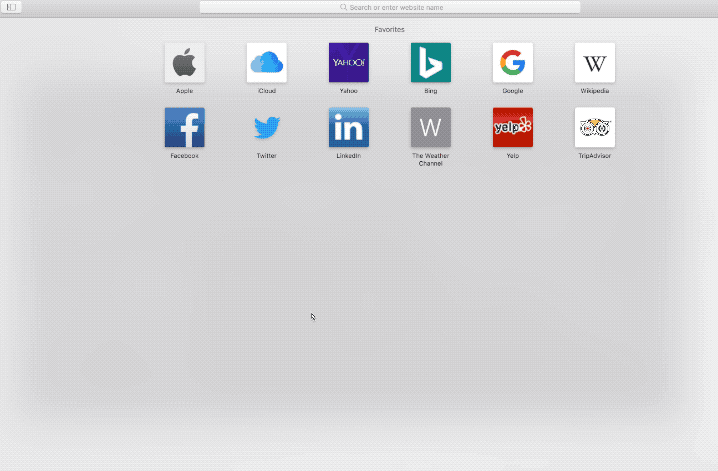 Search or enter website name
Favorites
YAHOO!
W
Apple
iCloud
Yahoo
Bing
Google
Wikipedia
in
W
yelp
Facebook
Twitter
LinkedIn
The Weather
Channel
Yelp
TripAdvisor